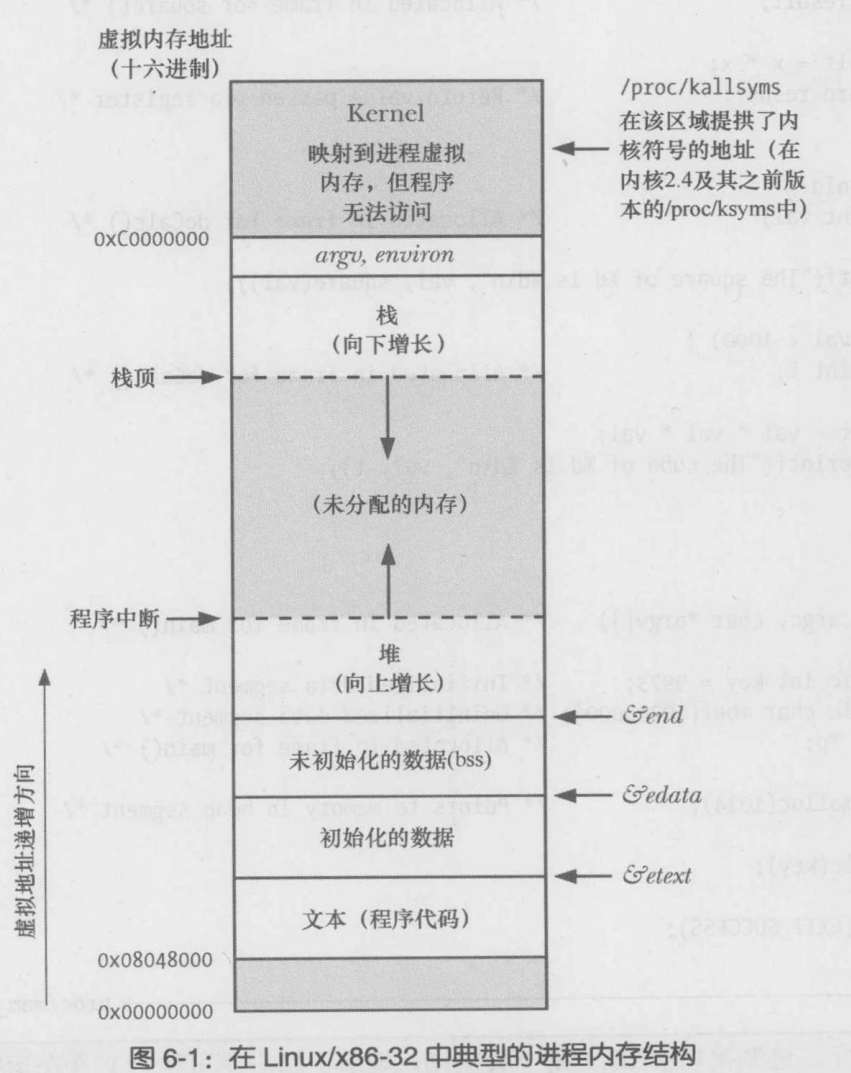 虚拟内存地址
（十六进制）
Kernel
映射到进程虚拟
内存，但程序
无法访问
/proc/kallsyms
在该区域提拱了内
核符号的地址（在
内核2.4及其之前版
本的/proc/ksyms中）
0xC0000000
argv, environ
栈
（向下增长）
栈顶
（未分配的内存）
程序中断
堆
（向上增长）
&end
未初始化的数据(bss)
&edata
初始化的数据
&etext
文本（程序代码）
0x08048000
0x00000000
虚拟地址递增方向
图 6-1：在 Linux/x86-32 中典型的进程内存结构